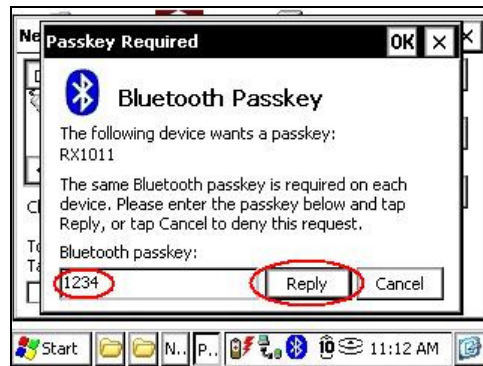 Ne
Passkey Required
OK
Bluetooth Passkey
The following device wants a passkey:
RX1011
The same Bluetooth passkey is required on each
device. Please enter the passkey below and tap
Reply, or tap Cancel to deny this request.
Bluetooth passkey:
1234 Reply Cancel
Start N.. P.. 11:12 AM